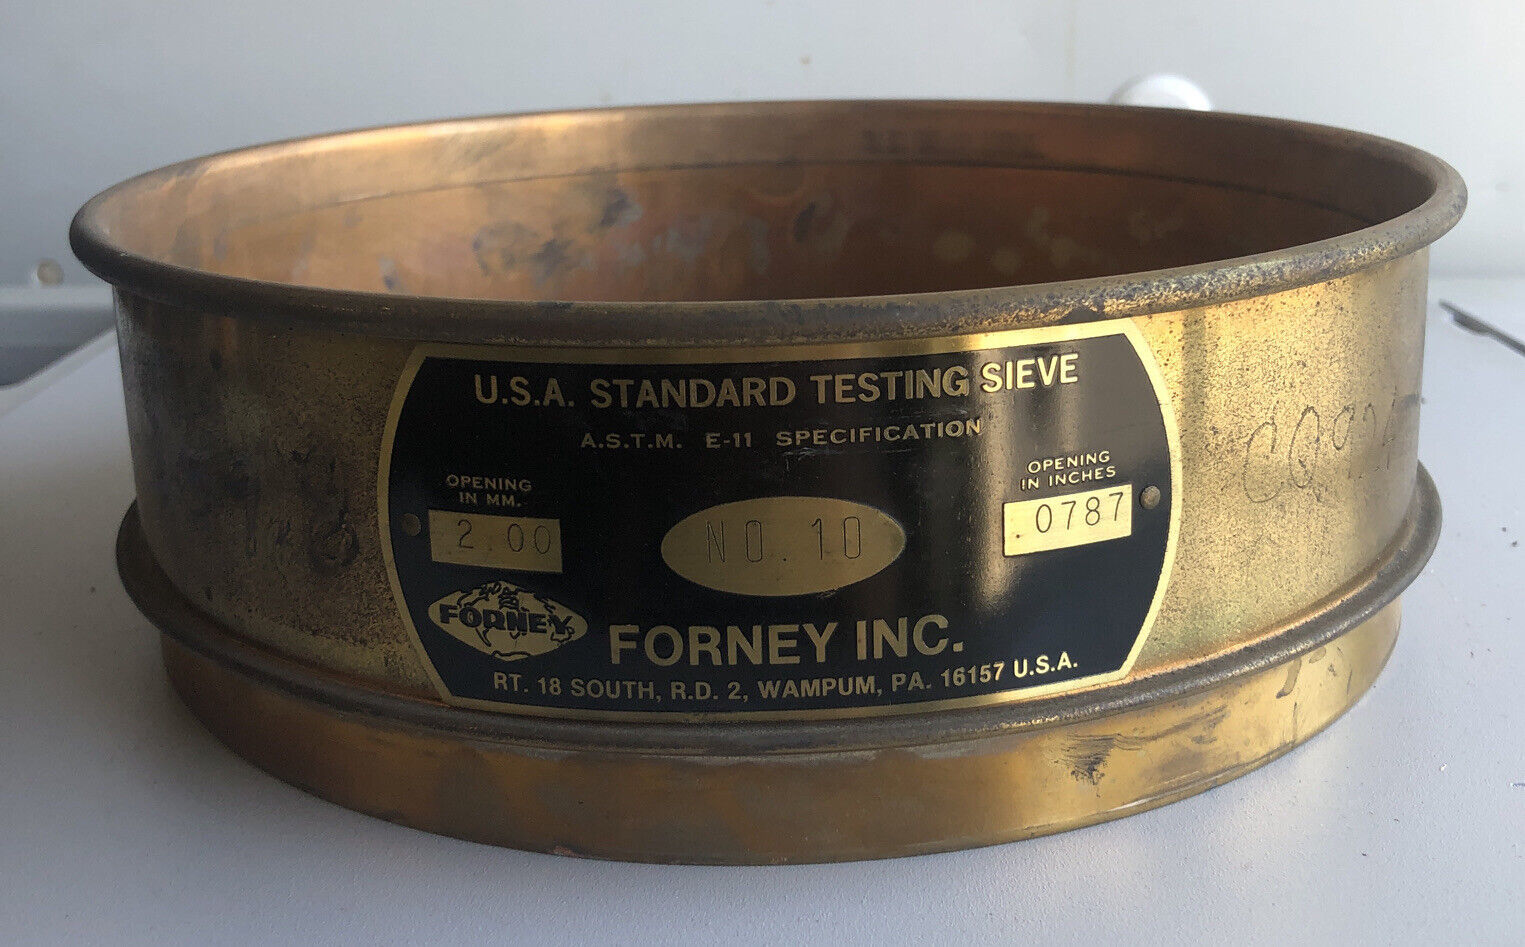 U.S.A. STANDARD TESTING SIEVE
A.S.T.M. E-11 SPECIFICATION
OPENING
IN MM.
2.00
NO. 10
OPENING
IN INCHES
0787
FORNEY
FORNEY INC.
RT. 18 SOUTH, R.D. 2, WAMPUM, PA. 16157 U.S.A.